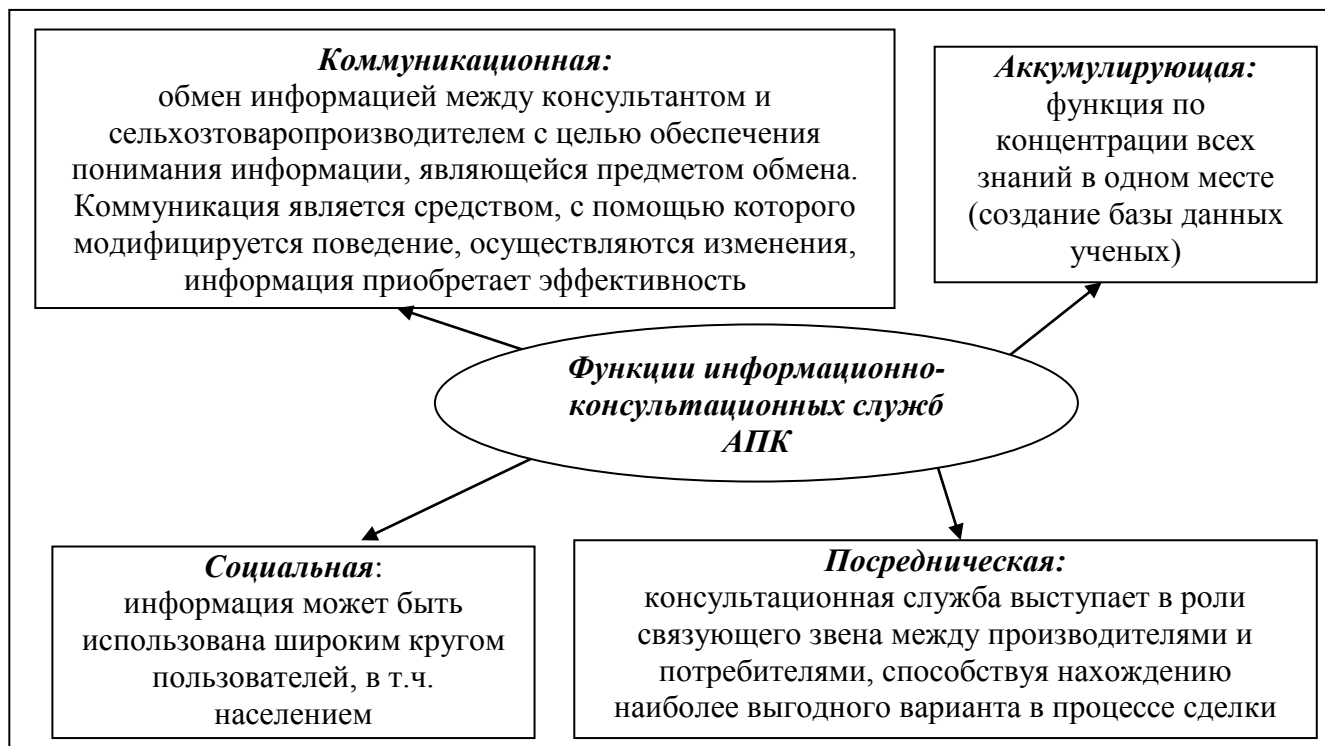 Коммуникационная:
обмен информацией между консультантом и
сельхозтоваропроизводителем с целью обеспечения
понимания информации, являющейся предметом обмена.
Коммуникация является средством, с помощью которого
модифицируется поведение, осуществляются изменения,
информация приобретает эффективность
Аккумулирующая:
функция по
концентрации всех
знаний в одном месте
(создание базы данных
ученых)
Функции информационно-
консультационных служб
АПК
Социальная:
информация может быть
использована широким кругом
пользователей, в т.ч.
населением
Посредническая:
консультационная служба выступает в роли
связующего звена между производителями и
потребителями, способствуя нахождению
наиболее выгодного варианта в процессе сделки